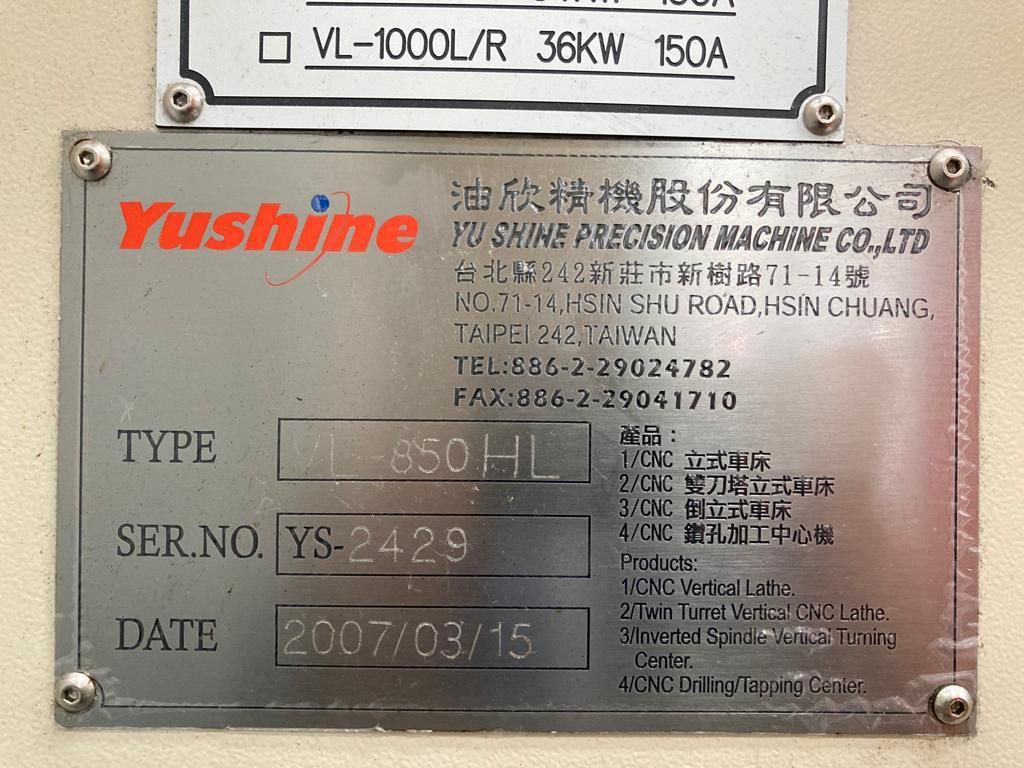 VL-1000L/R 36KW 150A
Yushine
油欣精機股份有限公司
YU SHINE PRECISION MACHINE CO.,LTD
台北縣242新莊市新樹路71-14號
NO.71-14,HSIN SHU ROAD,HSIN CHUANG,
TAIPEI 242,TAIWAN
TEL:886-2-29024782
FAX:886-2-29041710
TYPE VL-850HL
SER.NO. YS-2429
DATE 2007/03/15
產品：
1/CNC 立式車床
2/CNC 雙刀塔立式車床
3/CNC 倒立式車床
4/CNC 鑽孔加工中心機
Products:
1/CNC Vertical Lathe.
2/Twin Turret Vertical CNC Lathe.
3/Inverted Spindle Vertical Turning
Center.
4/CNC Drilling/Tapping Center.